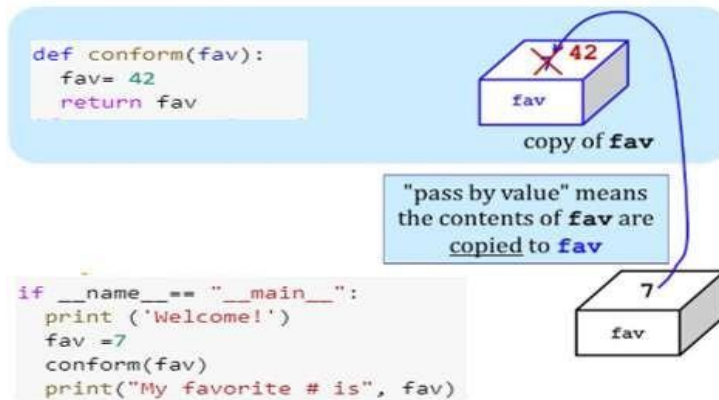 def conform(fav):
fav= 42
return fav
7 42
fav
copy of fav
"pass by value" means
the contents of fav are
copied to fav
if __name__== "__main__":
print ('Welcome!')
fav =7
conform(fav)
print("My favorite # is", fav)
7
fav